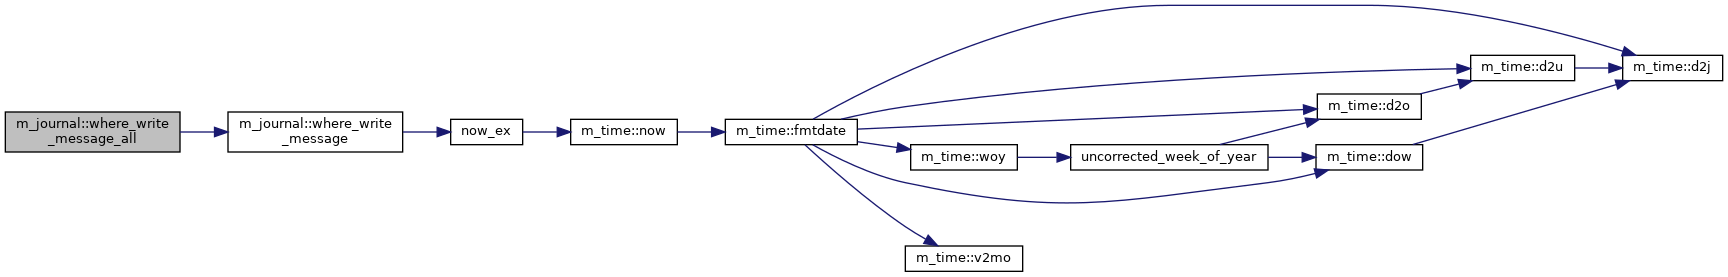 m_journal::where_write
_message_all
m_journal::where_write
_message
now_ex
m_time::now
m_time::fmtdate
m_time::woy
uncorrected_week_of_year
m_time::d2o
m_time::dow
m_time::d2u
m_time::d2j
m_time::v2mo